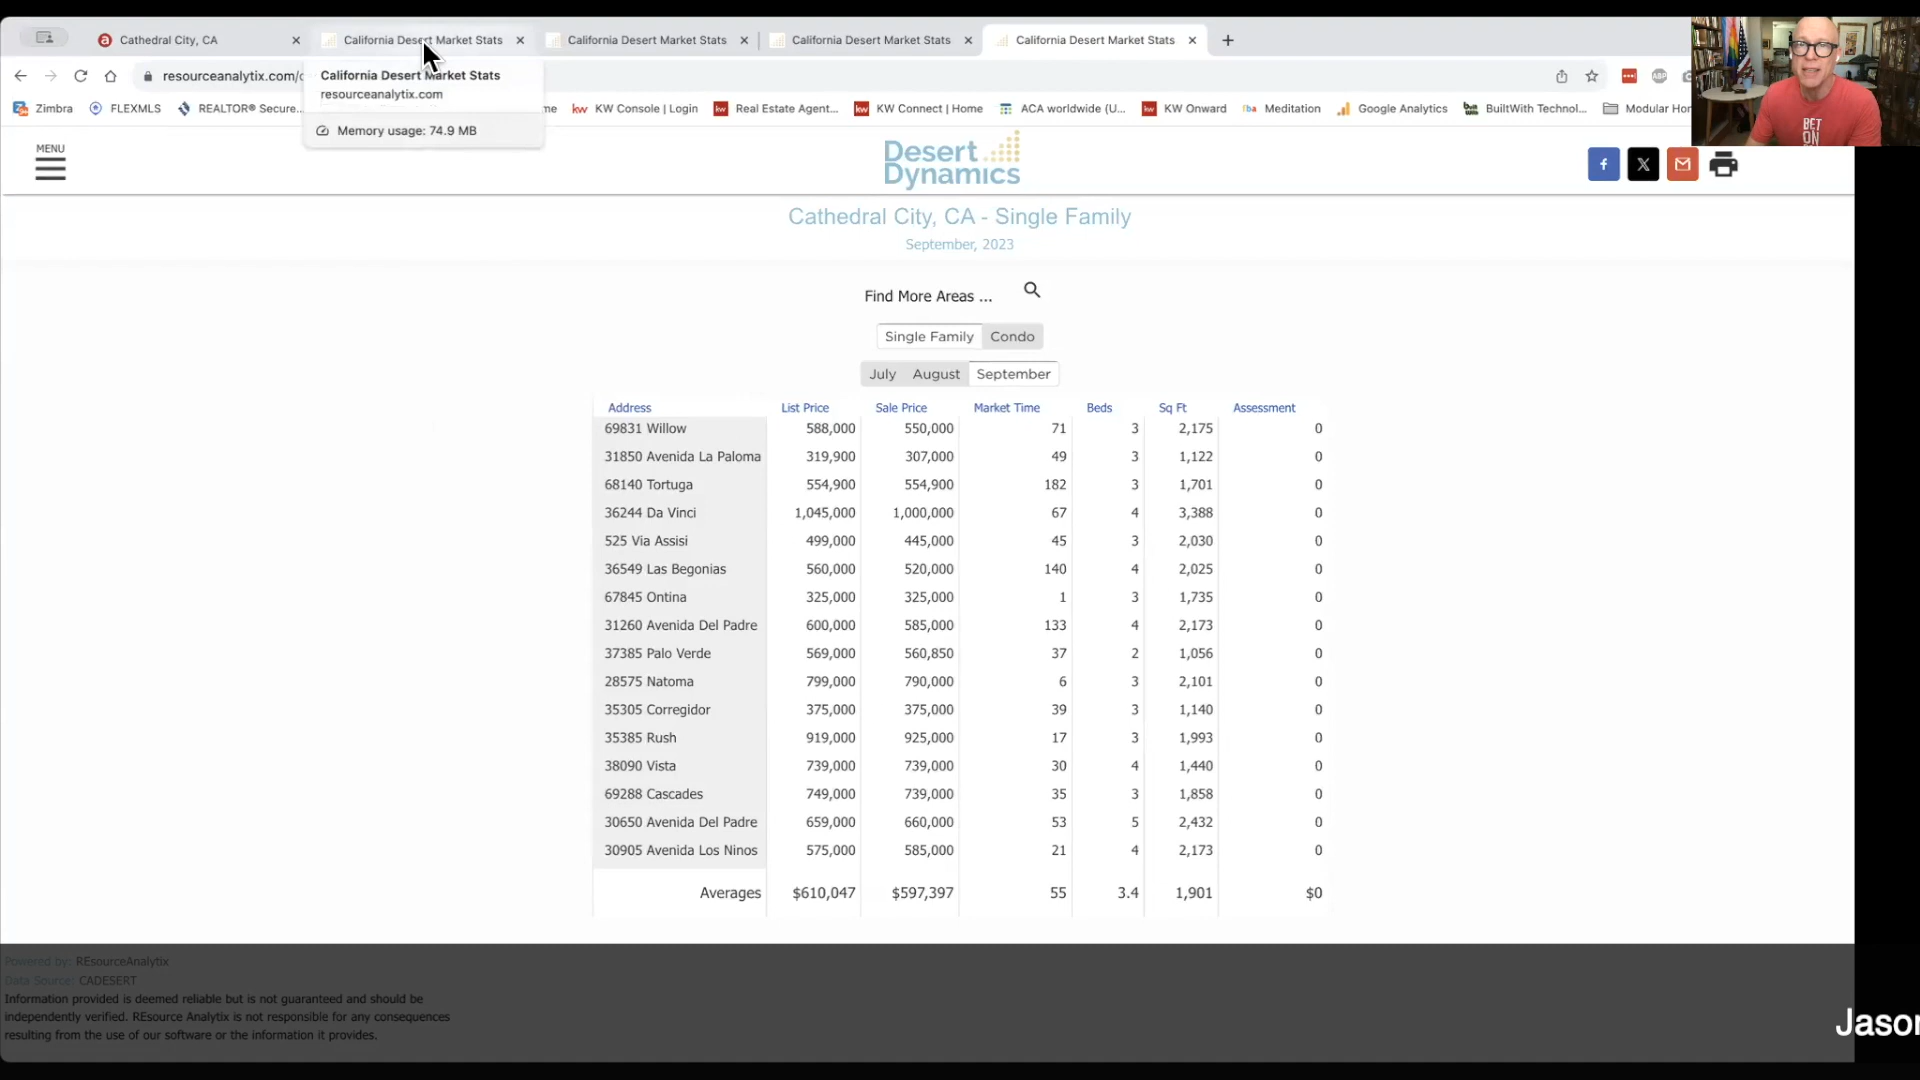 Cathedral City, CA
California Desert Market Stats
California Desert Market Stats
California Desert Market Stats
California Desert Market Stats
resourceanalytix.com/c
California Desert Market Stats
resourceanalytix.com
Memory usage: 74.9 MB
Zimbra
FLEXMLS
REALTOR® Secure...
me
KW Console | Login
Real Estate Agent...
KW Connect | Home
ACA worldwide (U...
KW Onward
Meditation
Google Analytics
BuiltWith Technol...
Modular Hor
BET
ON
MENU
Desert
Dynamics
Cathedral City, CA - Single Family
September, 2023
Find More Areas ...
Single Family Condo
July August September
Address List Price Sale Price Market Time Beds Sq Ft Assessment
69831 Willow 588,000 550,000 71 3 2,175 0
31850 Avenida La Paloma 319,900 307,000 49 3 1,122 0
68140 Tortuga 554,900 554,900 182 3 1,701 0
36244 Da Vinci 1,045,000 1,000,000 67 4 3,388 0
525 Via Assisi 499,000 445,000 45 3 2,030 0
36549 Las Begonias 560,000 520,000 140 4 2,025 0
67845 Ontina 325,000 325,000 1 3 1,735 0
31260 Avenida Del Padre 600,000 585,000 133 4 2,173 0
37385 Palo Verde 569,000 560,850 37 2 1,056 0
28575 Natoma 799,000 790,000 6 3 2,101 0
35305 Corregidor 375,000 375,000 39 3 1,140 0
35385 Rush 919,000 925,000 17 3 1,993 0
38090 Vista 739,000 739,000 30 4 1,440 0
69288 Cascades 749,000 739,000 35 3 1,858 0
30650 Avenida Del Padre 659,000 660,000 53 5 2,432 0
30905 Avenida Los Ninos 575,000 585,000 21 4 2,173 0
Averages $610,047 $597,397 55 3.4 1,901 $0
Powered by: REsourceAnalytix
Data Source: CADESERT
Information provided is deemed reliable but is not guaranteed and should be
independently verified. REsource Analytix is not responsible for any consequences
resulting from the use of our software or the information it provides.
Jason